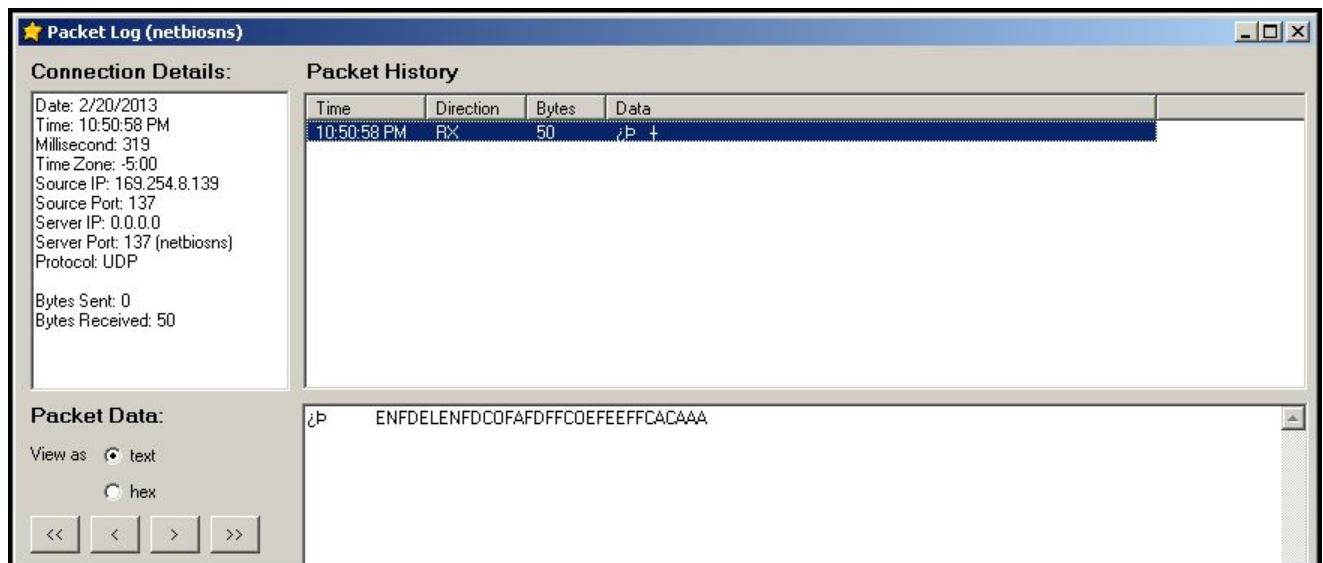 Packet Log (netbiosns)
Connection Details:
Date: 2/20/2013
Time: 10:50:58 PM
Millisecond: 319
Time Zone: -5:00
Source IP: 169.254.8.139
Source Port: 137
Server IP: 0.0.0.0
Server Port: 137 (netbiosns)
Protocol: UDP
Bytes Sent: 0
Bytes Received: 50
Packet History
Time Direction Bytes Data
10:50:58 PM RX 50 ¿Þ ┼
Packet Data:
View as text
hex
<< < > >>
¿Þ ENFDELENFDCOFAFDFFCOEFEEFFCACAAA